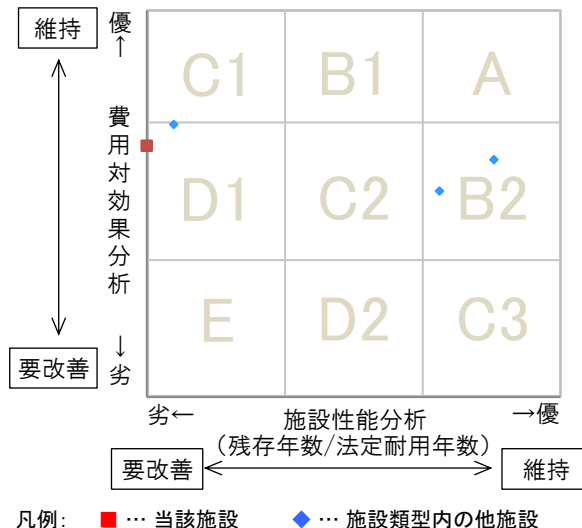 維持
優
↑
C1 B1 A
費用対効果分析
D1 C2 B2
E D2 C3
↓
劣
要改善
劣← 施設性能分析 →優
（残存年数/法定耐用年数）
要改善 維持
凡例: ■ … 当該施設 ◆ … 施設類型内の他施設